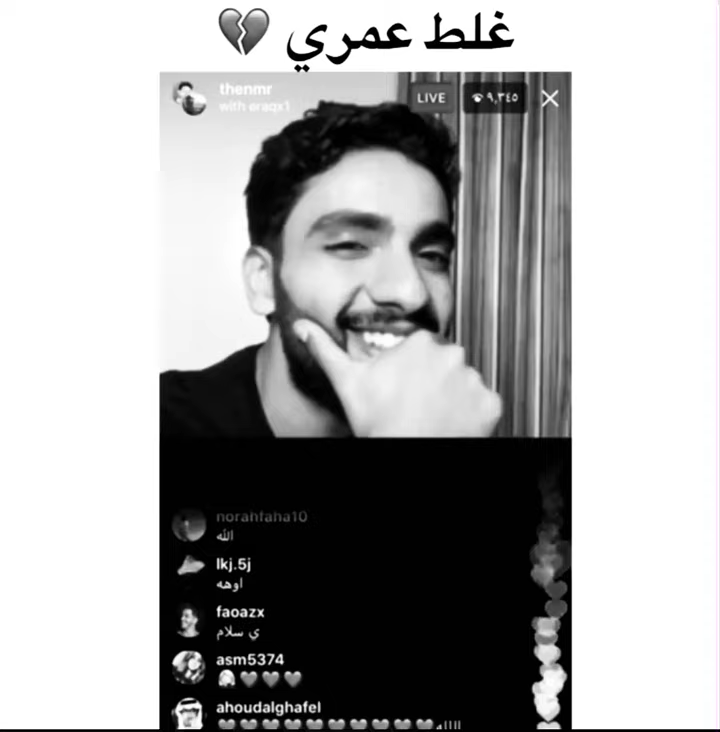 غلط عمري 💔
thenmr
with eraqx1
LIVE
٩,٣٤٥
norahfaha10
الله
lkj.5j
اوهه
faoazx
ي سلام
asm5374
ahoudalghafel